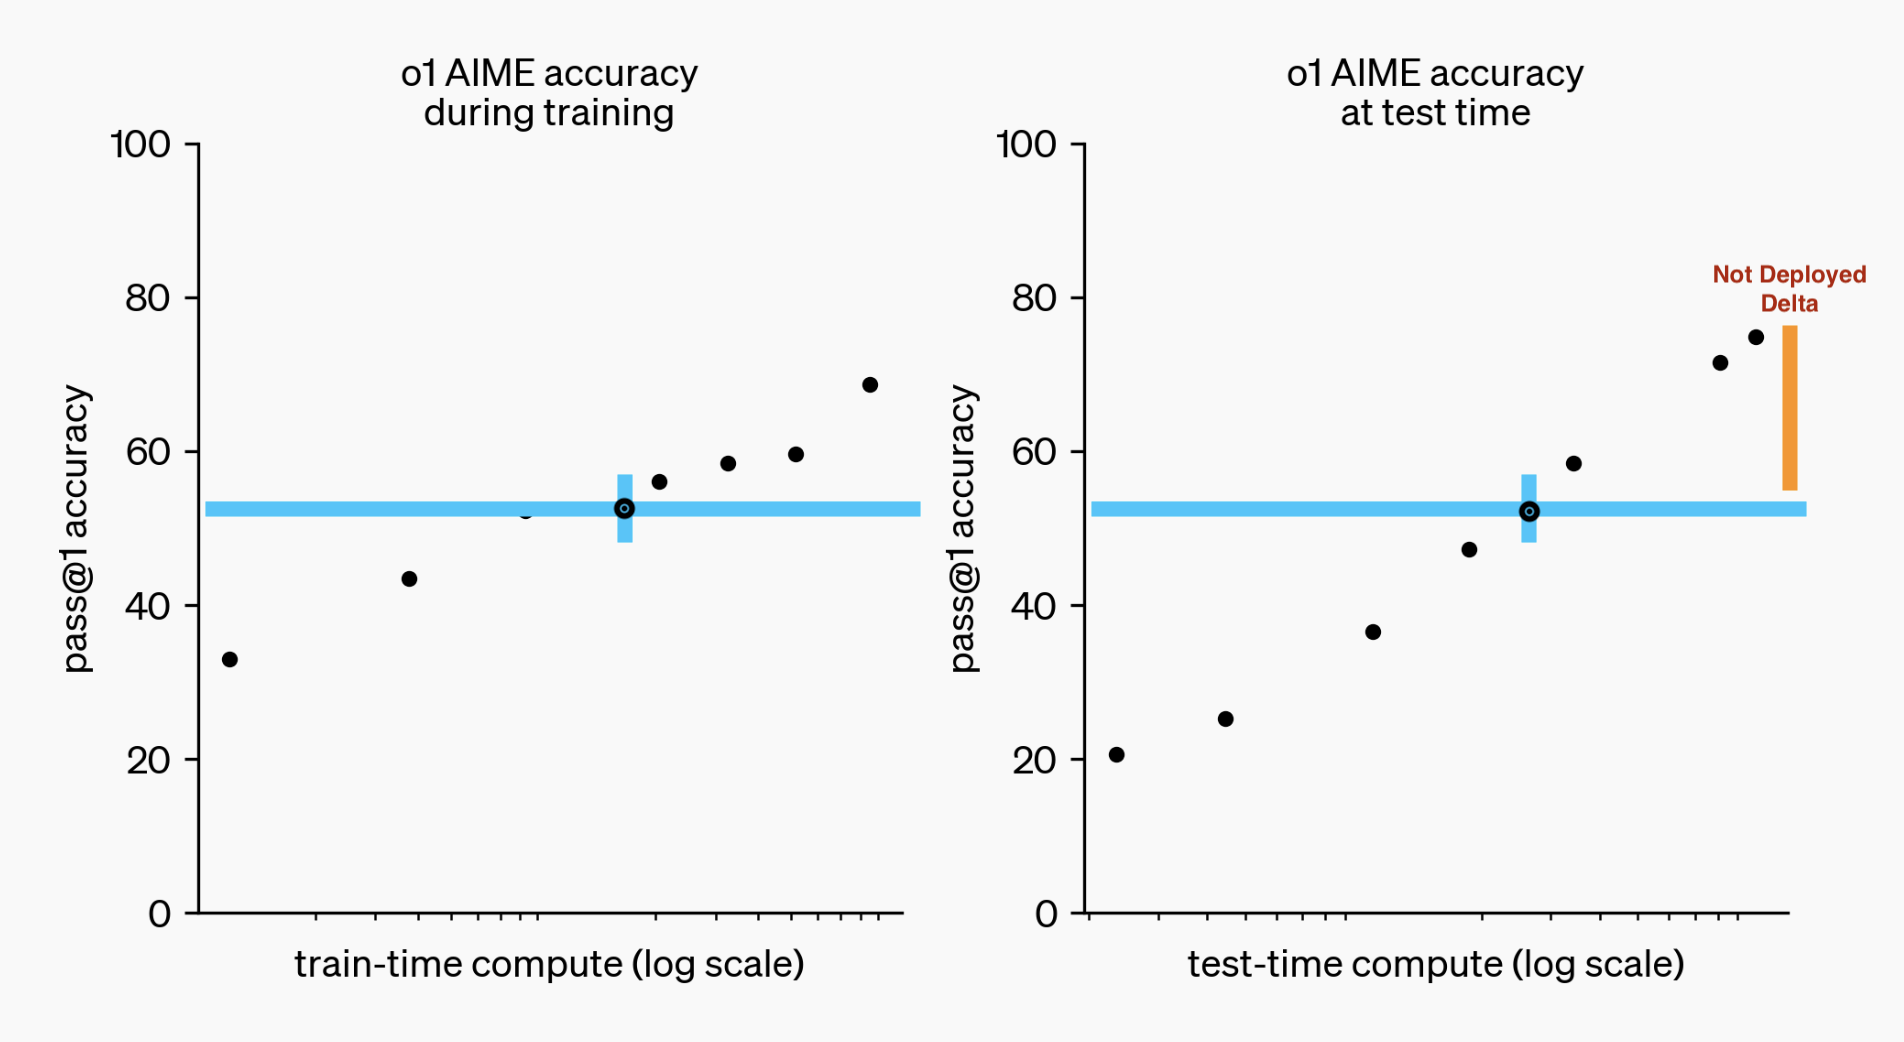 o1 AIME accuracy
during training
100
80
60
40
20
0
pass@1 accuracy
train-time compute (log scale)
o1 AIME accuracy
at test time
100
80
60
40
20
0
pass@1 accuracy
test-time compute (log scale)
Not Deployed
Delta